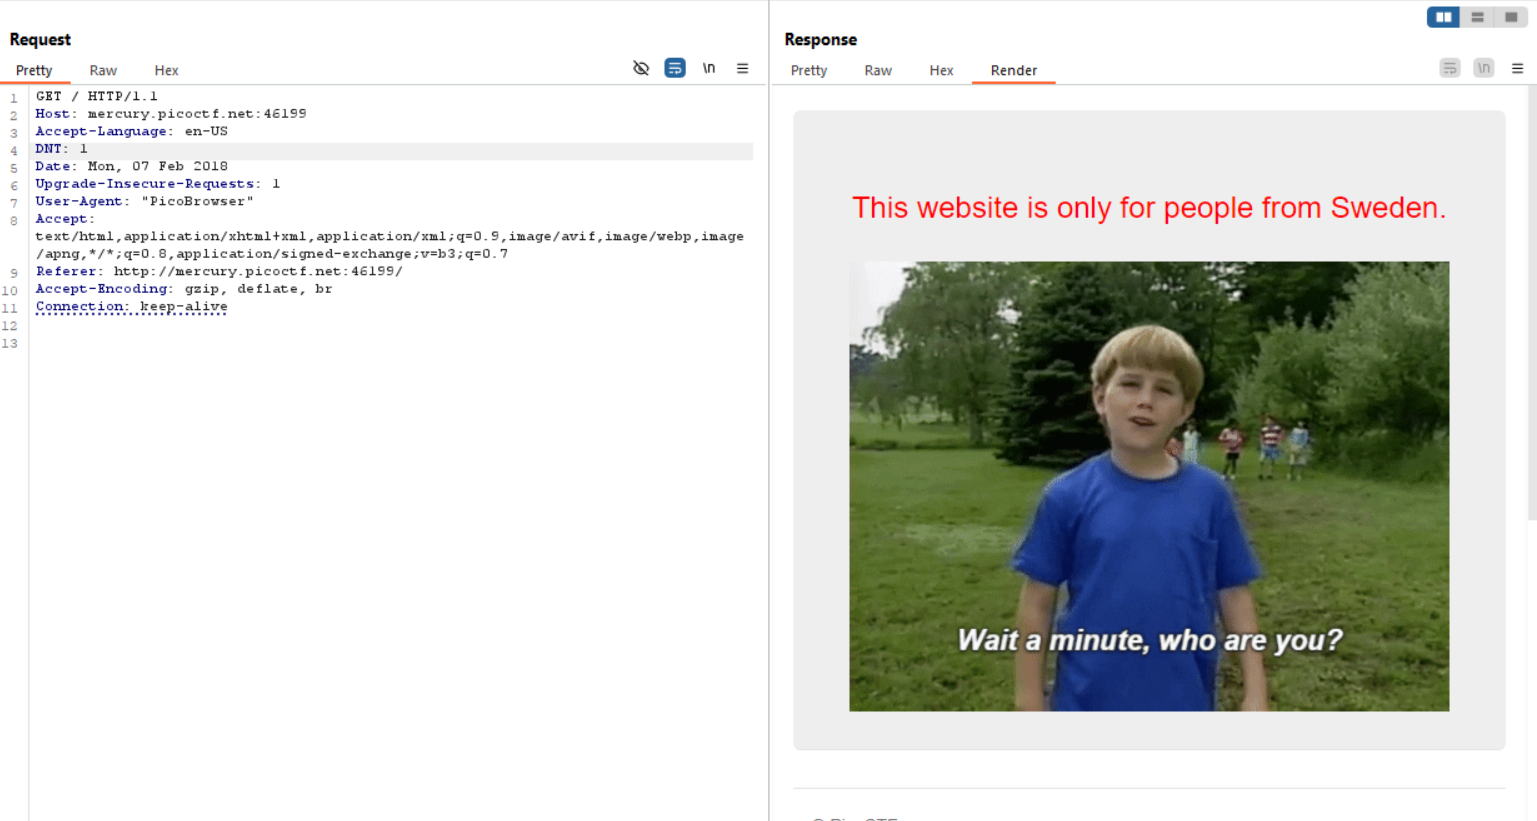 Request
Pretty Raw Hex
\n
1 GET / HTTP/1.1
2 Host: mercury.picoctf.net:46199
3 Accept-Language: en-US
4 DNT: 1
5 Date: Mon, 07 Feb 2018
6 Upgrade-Insecure-Requests: 1
7 User-Agent: "PicoBrowser"
8 Accept:
text/html,application/xhtml+xml,application/xml;q=0.9,image/avif,image/webp,image
/apng,*/*;q=0.8,application/signed-exchange;v=b3;q=0.7
9 Referer: http://mercury.picoctf.net:46199/
10 Accept-Encoding: gzip, deflate, br
11 Connection: keep-alive
12
13
Response
Pretty Raw Hex Render
\n
This website is only for people from Sweden.
Wait a minute, who are you?